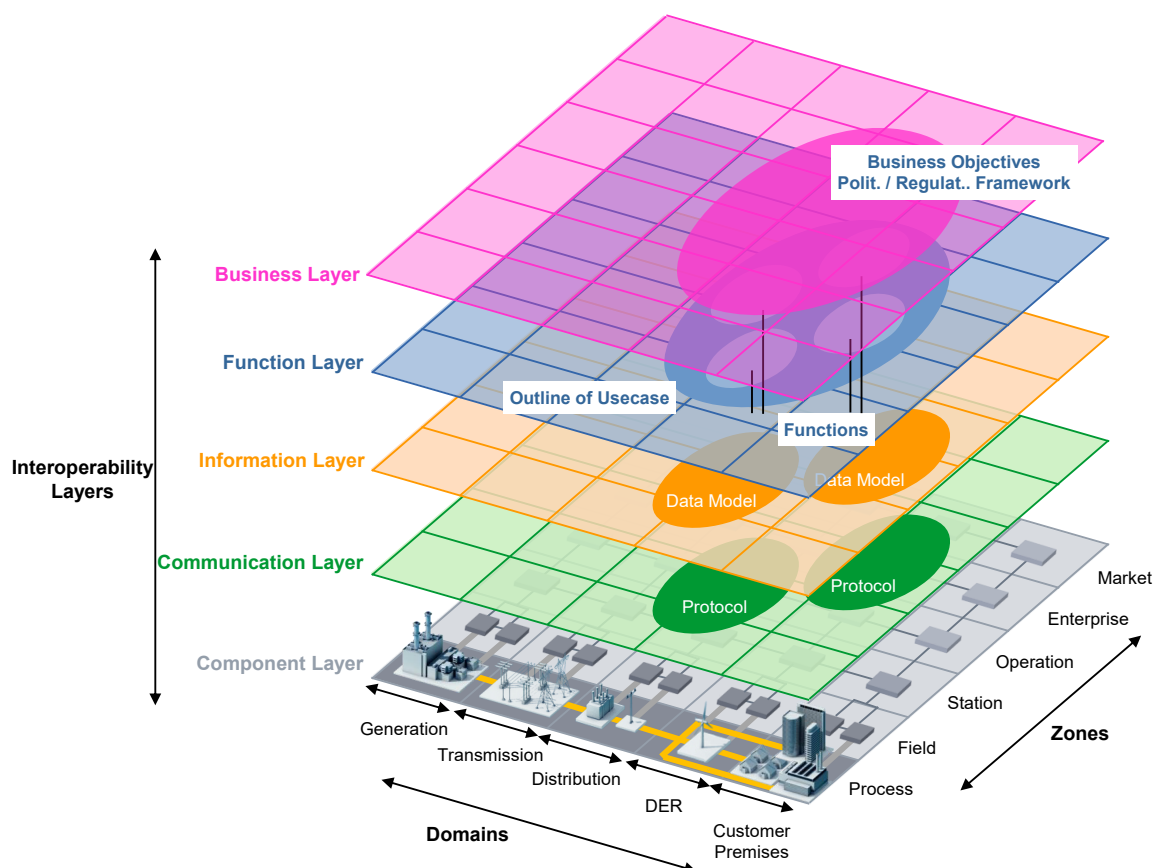 Business Objectives
Polit. / Regulat.. Framework
Business Layer
Function Layer
Outline of Usecase
Functions
Interoperability
Layers
Information Layer
Data Model
Data Model
Communication Layer
Protocol
Protocol
Component Layer
Market
Enterprise
Operation
Station
Field
Process
Zones
Generation
Transmission
Distribution
DER
Customer
Premises
Domains